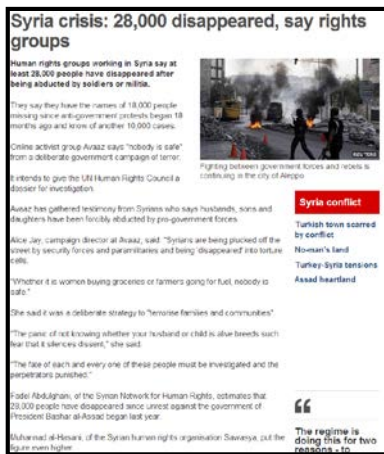 Syria crisis: 28,000 disappeared, say rights
groups
Human rights groups working in Syria say at
least 28,000 people have disappeared after
being abducted by soldiers or militia.
They say they have the names of 18,000 people
missing since anti-government protests began 18
months ago and know of another 10,000 cases.
Online activist group Avaaz says "nobody is safe"
from a deliberate government campaign of terror.
It intends to give the UN Human Rights Council a
dossier for investigation.
Avaaz has gathered testimony from Syrians who says husbands, sons and
daughters have been forcibly abducted by pro-government forces.
Alice Jay, campaign director at Avaaz, said: "Syrians are being plucked off the
street by security forces and paramilitaries and being 'disappeared' into torture
cells.
"Whether it is women buying groceries or farmers going for fuel, nobody is
safe."
She said it was a deliberate strategy to "terrorise families and communities".
"The panic of not knowing whether your husband or child is alive breeds such
fear that it silences dissent," she said.
"The fate of each and every one of these people must be investigated and the
perpetrators punished."
Fadel Abdulghani, of the Syrian Network for Human Rights, estimates that
28,000 people have disappeared since unrest against the government of
President Bashar al-Assad began last year.
Muhannad al-Hasani, of the Syrian human rights organisation Sawasya, put the
figure even higher.
REUTERS
Fighting between government forces and rebels is
continuing in the city of Aleppo
Syria conflict
Turkish town scarred
by conflict
No-man's land
Turkey-Syria tensions
Assad heartland
“
The regime is
doing this for two
reasons - to